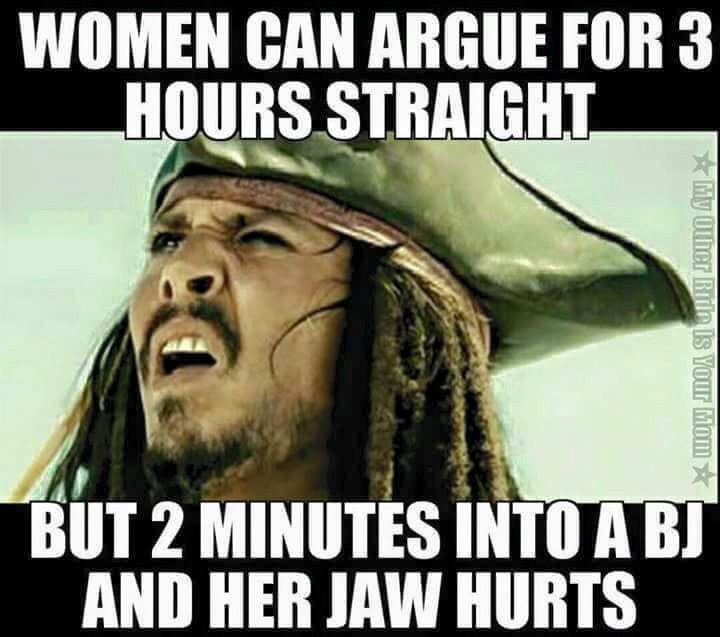 WOMEN CAN ARGUE FOR 3
HOURS STRAIGHT
★ My Other Ride Is Your Mom ★
BUT 2 MINUTES INTO A BJ
AND HER JAW HURTS